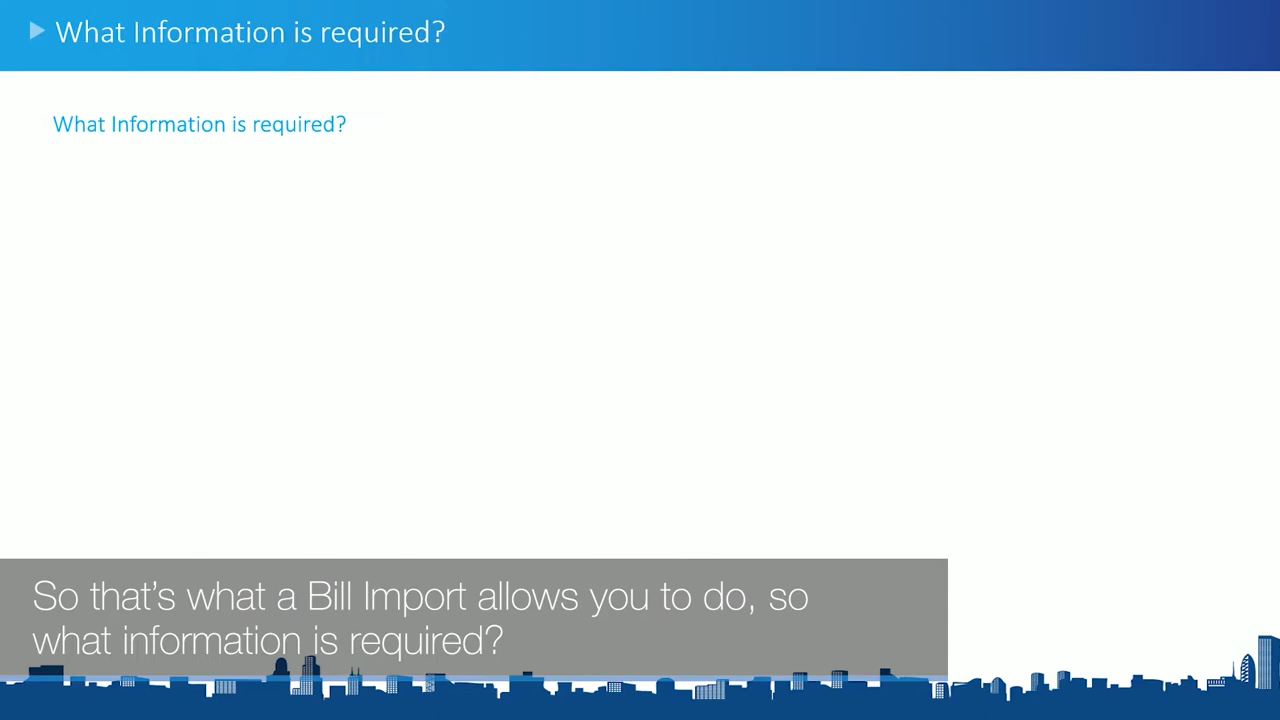 What Information is required?
What Information is required?
So that's what a Bill Import allows you to do, so
what information is required?